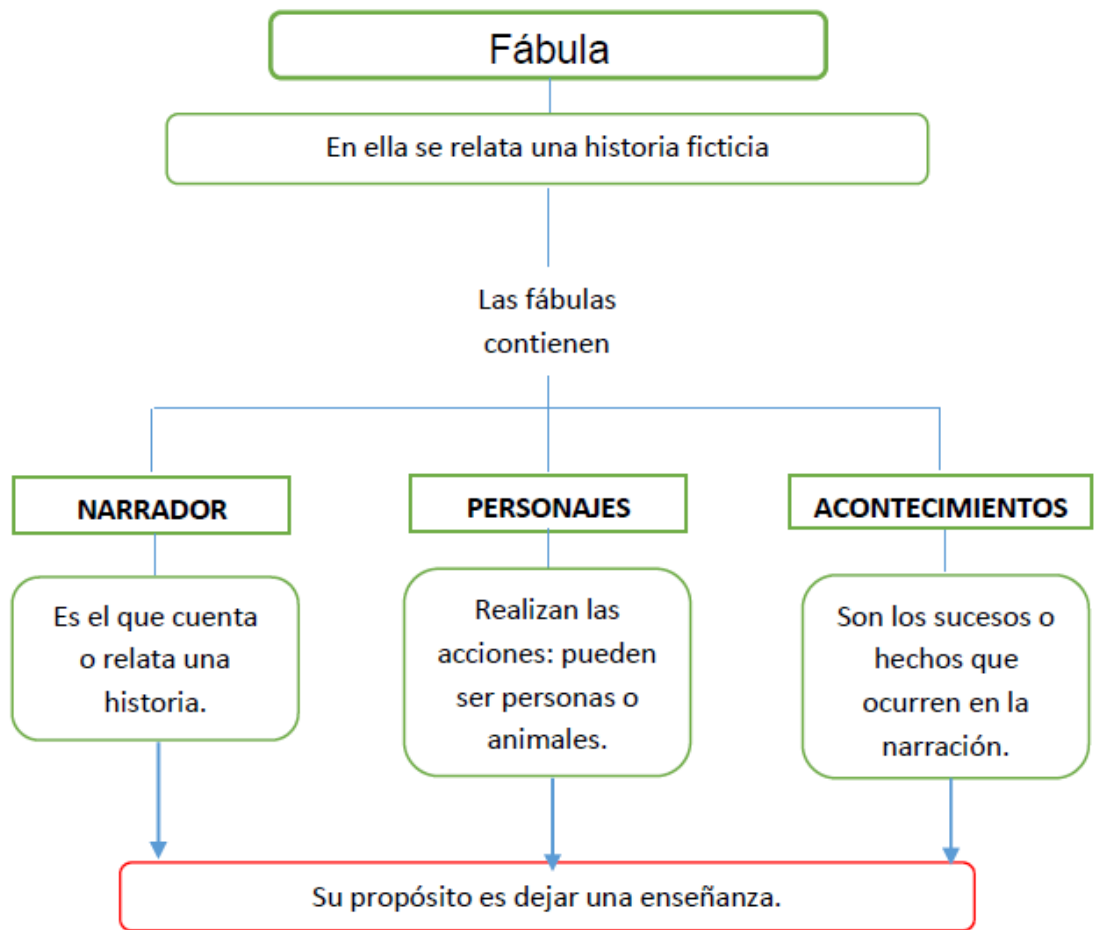 Fábula
En ella se relata una historia ficticia
Las fábulas
contienen
NARRADOR
PERSONAJES
ACONTECIMIENTOS
Es el que cuenta
o relata una
historia.
Realizan las
acciones: pueden
ser personas o
animales.
Son los sucesos o
hechos que
ocurren en la
narración.
Su propósito es dejar una enseñanza.